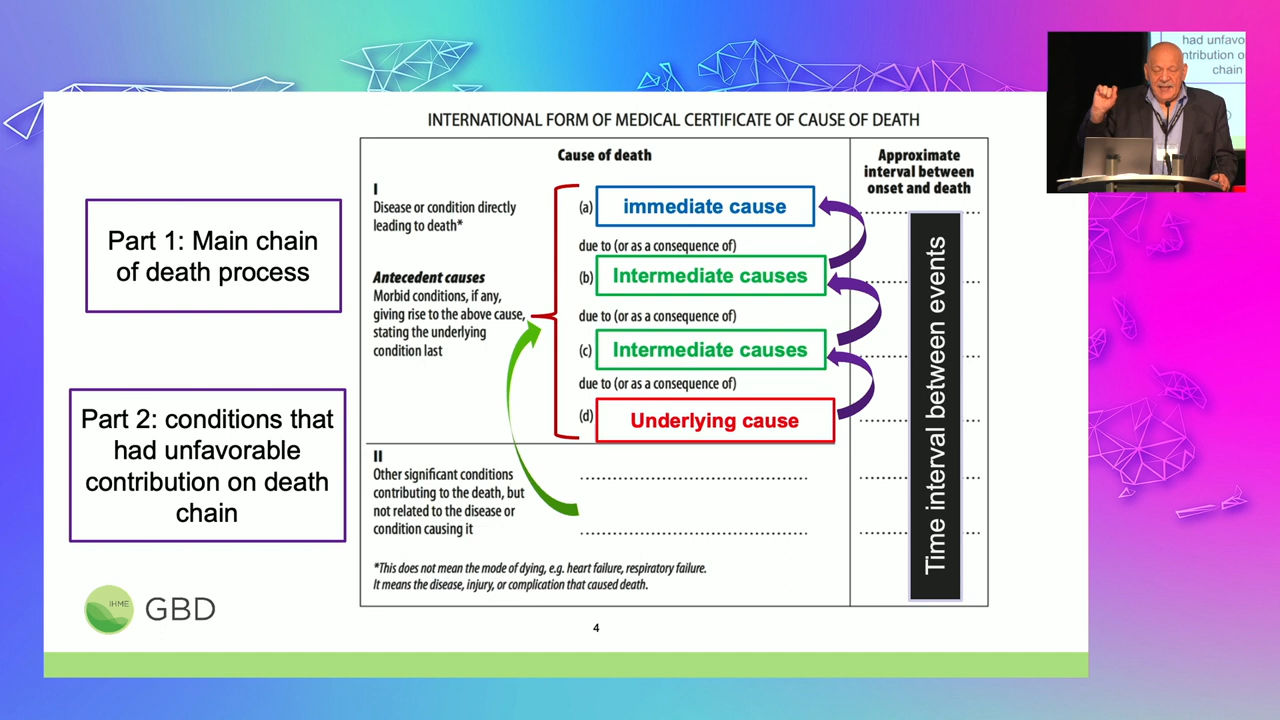 INTERNATIONAL FORM OF MEDICAL CERTIFICATE OF CAUSE OF DEATH
Part 1: Main chain
of death process
Part 2: conditions that
had unfavorable
contribution on death
chain
Cause of death
Approximate
interval between
onset and death
I
Disease or condition directly
leading to death*
Antecedent causes
Morbid conditions, if any,
giving rise to the above cause,
stating the underlying
condition last
(a)
immediate cause
due to (or as a consequence of)
(b)
Intermediate causes
due to (or as a consequence of)
(c)
Intermediate causes
due to (or as a consequence of)
(d)
Underlying cause
Time interval between events
II
Other significant conditions
contributing to the death, but
not related to the disease or
condition causing it
*This does not mean the mode of dying, e.g. heart failure, respiratory failure.
It means the disease, injury, or complication that caused death.
IHME
GBD
4
had unfavo
ntribution o
chain